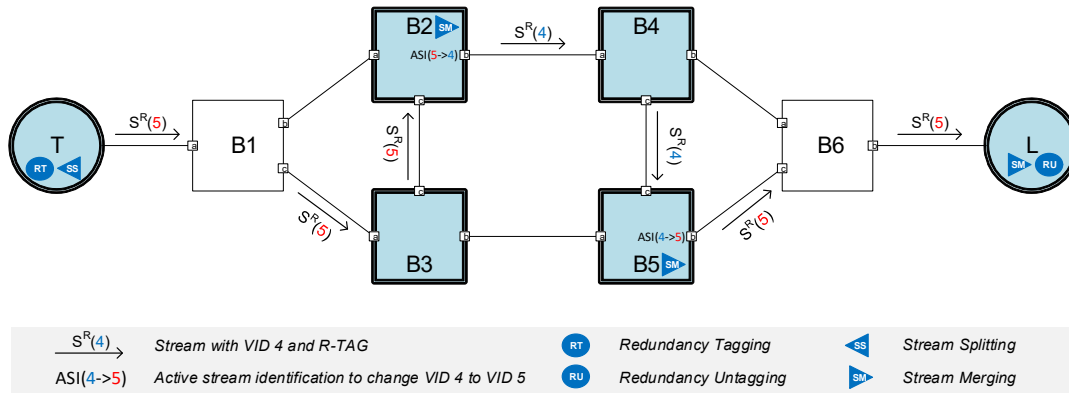 B2 SM
S^R(4)
B4
ASI(5->4)
a
b
a
b
c
c
S^R(5)
T
RT SS
S^R(5)
a
B1
b
c
S^R(5)
S^R(4)
a
B6
b
c
S^R(5)
L
SM RU
c
c
S^R(5)
a
b
B3
a
ASI(4->5)
b
B5 SM
S^R(5)
S^R(4)
Stream with VID 4 and R-TAG
RT
Redundancy Tagging
SS
Stream Splitting
ASI(4->5)
Active stream identification to change VID 4 to VID 5
RU
Redundancy Untagging
SM
Stream Merging